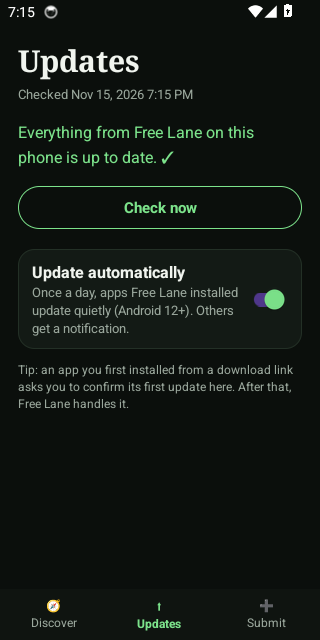 7:15
Updates
Checked Nov 15, 2026 7:15 PM
Everything from Free Lane on this
phone is up to date. ✓
Check now
Update automatically
Once a day, apps Free Lane installed
update quietly (Android 12+). Others
get a notification.
Tip: an app you first installed from a download link
asks you to confirm its first update here. After that,
Free Lane handles it.
Discover
Updates
Submit